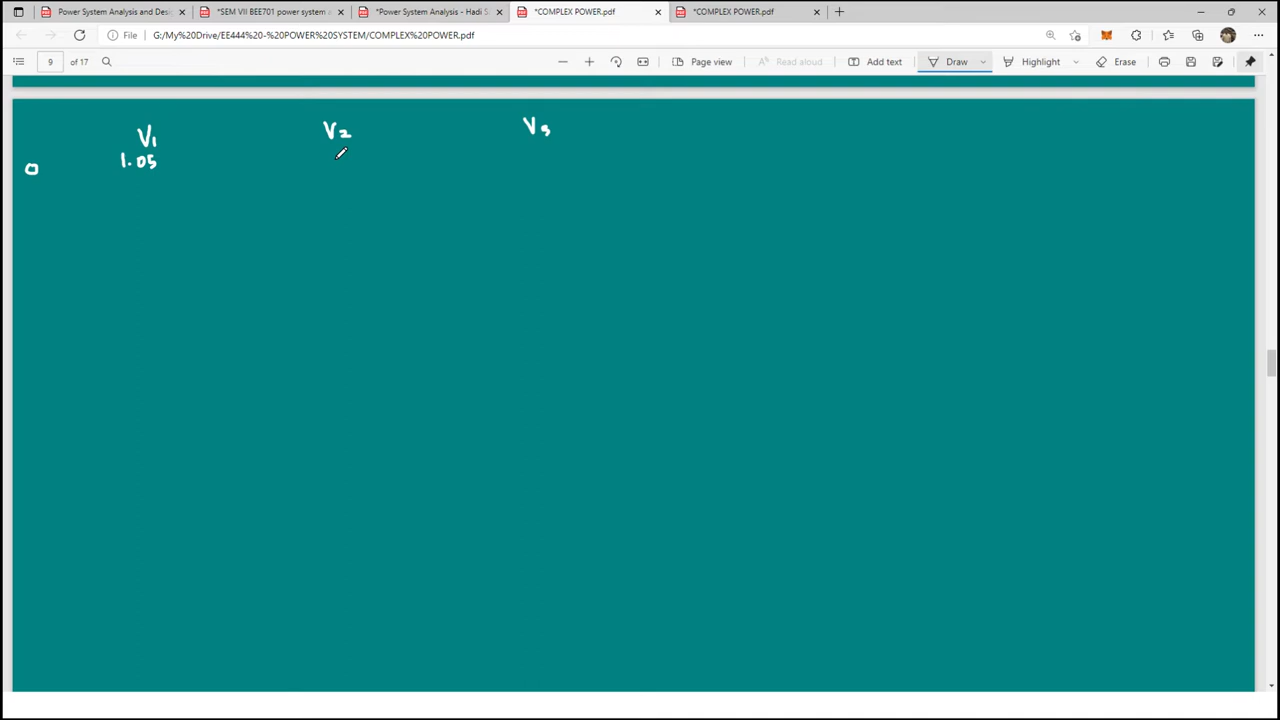 Power System Analysis and Desi
*SEM VII BEE701 power system a
*Power System Analysis - Hadi S
*COMPLEX POWER.pdf
*COMPLEX POWER.pdf
File G:/My%20Drive/EE444%20-%20POWER%20SYSTEM/COMPLEX%20POWER.pdf
9 of 17 Page view Read aloud Add text Draw Highlight Erase
V1 V2 V3
0 1.05